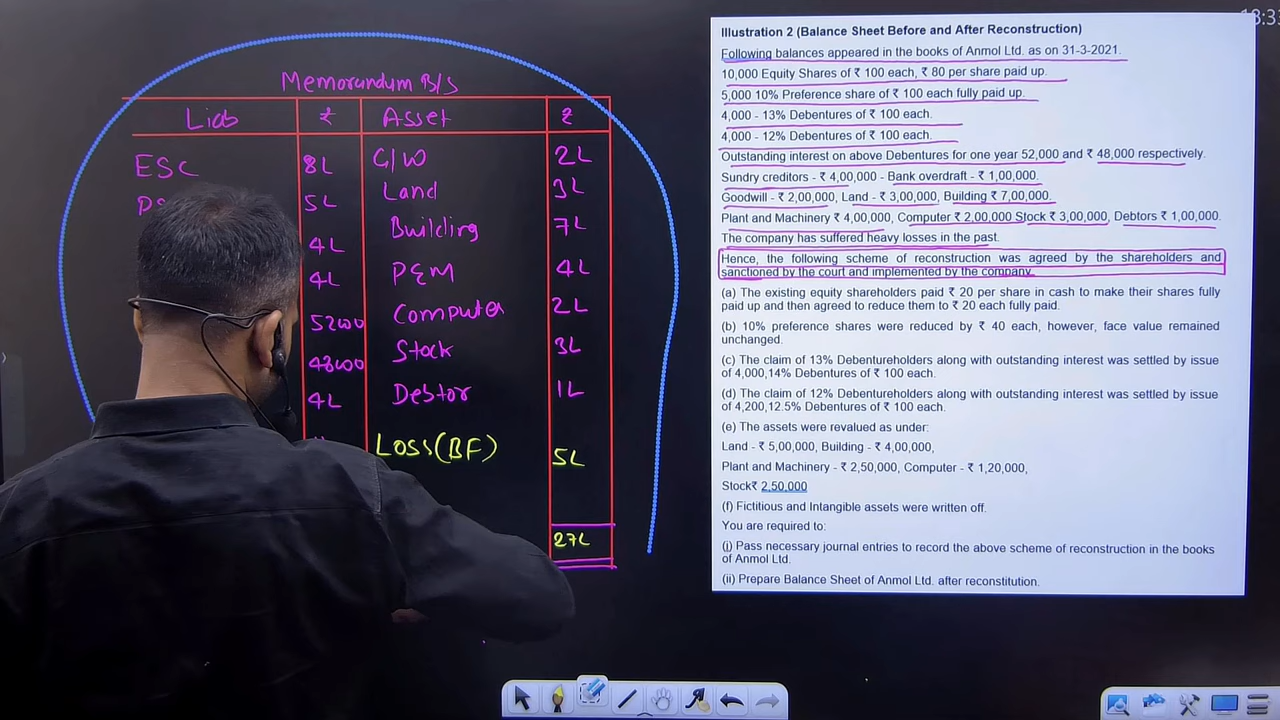 Memorandum B/S
Liab ₹ Asset ₹
ESC 8L G/W 2L
5L Land 3L
4L Building 7L
4L P&M 4L
52000 Computer 2L
48000 Stock 3L
4L Debtor 1L
Loss(BF) 5L
27L
Illustration 2 (Balance Sheet Before and After Reconstruction)
Following balances appeared in the books of Anmol Ltd. as on 31-3-2021.
10,000 Equity Shares of ₹ 100 each, ₹ 80 per share paid up.
5,000 10% Preference share of ₹ 100 each fully paid up.
4,000 - 13% Debentures of ₹ 100 each.
4,000 - 12% Debentures of ₹ 100 each.
Outstanding interest on above Debentures for one year 52,000 and ₹ 48,000 respectively.
Sundry creditors - ₹ 4,00,000 - Bank overdraft - ₹ 1,00,000.
Goodwill - ₹ 2,00,000, Land - ₹ 3,00,000, Building ₹ 7,00,000.
Plant and Machinery ₹ 4,00,000, Computer ₹ 2,00,000 Stock ₹ 3,00,000, Debtors ₹ 1,00,000.
The company has suffered heavy losses in the past.
Hence, the following scheme of reconstruction was agreed by the shareholders and
sanctioned by the court and implemented by the company.
(a) The existing equity shareholders paid ₹ 20 per share in cash to make their shares fully
paid up and then agreed to reduce them to ₹ 20 each fully paid.
(b) 10% preference shares were reduced by ₹ 40 each, however, face value remained
unchanged.
(c) The claim of 13% Debentureholders along with outstanding interest was settled by issue
of 4,000,14% Debentures of ₹ 100 each.
(d) The claim of 12% Debentureholders along with outstanding interest was settled by issue
of 4,200,12.5% Debentures of ₹ 100 each.
(e) The assets were revalued as under:
Land - ₹ 5,00,000, Building - ₹ 4,00,000,
Plant and Machinery - ₹ 2,50,000, Computer - ₹ 1,20,000,
Stock₹ 2,50,000
(f) Fictitious and Intangible assets were written off.
You are required to:
(i) Pass necessary journal entries to record the above scheme of reconstruction in the books
of Anmol Ltd.
(ii) Prepare Balance Sheet of Anmol Ltd. after reconstitution.